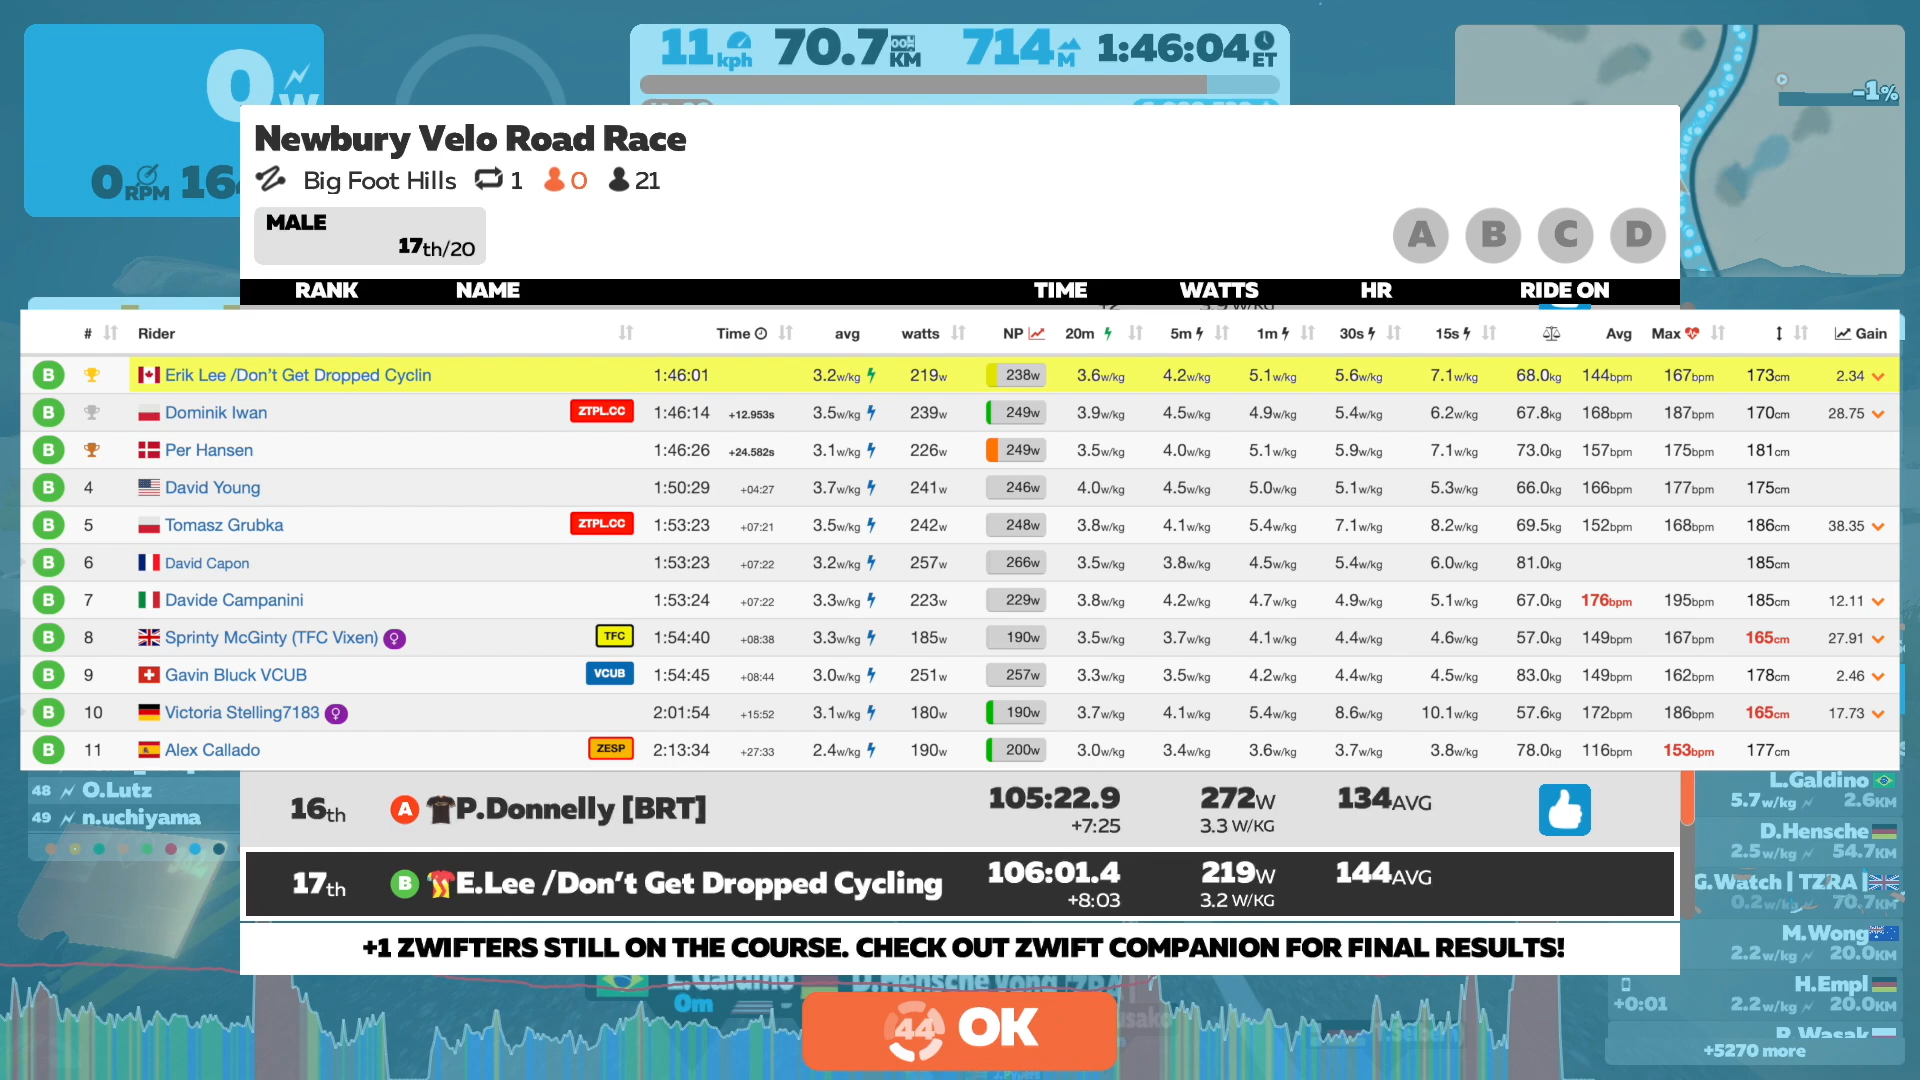 0W
0RPM 164
11kph 70.7KM 714M 1:46:04ET
-1%
Newbury Velo Road Race
Big Foot Hills 1 0 21
MALE
17th/20
A B C D
RANK NAME TIME WATTS HR RIDE ON
# Rider Time avg watts NP 20m 5m 1m 30s 15s Avg Max Gain
B Erik Lee /Don't Get Dropped Cyclin 1:46:01 3.2w/kg 219w 238w 3.6w/kg 4.2w/kg 5.1w/kg 5.6w/kg 7.1w/kg 68.0kg 144bpm 167bpm 173cm 2.34
B Dominik Iwan ZTPL.CC 1:46:14 +12.953s 3.5w/kg 239w 249w 3.9w/kg 4.5w/kg 4.9w/kg 5.4w/kg 6.2w/kg 67.8kg 168bpm 187bpm 170cm 28.75
B Per Hansen 1:46:26 +24.582s 3.1w/kg 226w 249w 3.5w/kg 4.0w/kg 5.1w/kg 5.9w/kg 7.1w/kg 73.0kg 157bpm 175bpm 181cm
B 4 David Young 1:50:29 +04:27 3.7w/kg 241w 246w 4.0w/kg 4.5w/kg 5.0w/kg 5.1w/kg 5.3w/kg 66.0kg 166bpm 177bpm 175cm
B 5 Tomasz Grubka ZTPL.CC 1:53:23 +07:21 3.5w/kg 242w 248w 3.8w/kg 4.1w/kg 5.4w/kg 7.1w/kg 8.2w/kg 69.5kg 152bpm 168bpm 186cm 38.35
B 6 David Capon 1:53:23 +07:22 3.2w/kg 257w 266w 3.5w/kg 3.8w/kg 4.5w/kg 5.4w/kg 6.0w/kg 81.0kg 185cm
B 7 Davide Campanini 1:53:24 +07:22 3.3w/kg 223w 229w 3.8w/kg 4.2w/kg 4.7w/kg 4.9w/kg 5.1w/kg 67.0kg 176bpm 195bpm 185cm 12.11
B 8 Sprinty McGinty (TFC Vixen) TFC 1:54:40 +08:38 3.3w/kg 185w 190w 3.5w/kg 3.7w/kg 4.1w/kg 4.4w/kg 4.6w/kg 57.0kg 149bpm 167bpm 165cm 27.91
B 9 Gavin Bluck VCUB VCUB 1:54:45 +08:44 3.0w/kg 251w 257w 3.3w/kg 3.5w/kg 4.2w/kg 4.4w/kg 4.5w/kg 83.0kg 149bpm 162bpm 178cm 2.46
B 10 Victoria Stelling7183 2:01:54 +15:52 3.1w/kg 180w 190w 3.7w/kg 4.1w/kg 5.4w/kg 8.6w/kg 10.1w/kg 57.6kg 172bpm 186bpm 165cm 17.73
B 11 Alex Callado ZESP 2:13:34 +27:33 2.4w/kg 190w 200w 3.0w/kg 3.4w/kg 3.6w/kg 3.7w/kg 3.8w/kg 78.0kg 116bpm 153bpm 177cm
48 O.Lutz
49 n.uchiyama
16th A P.Donnelly [BRT] 105:22.9 272W 134AVG
+7:25 3.3 W/KG
17th B E.Lee /Don't Get Dropped Cycling 106:01.4 219W 144AVG
+8:03 3.2 W/KG
+1 ZWIFTERS STILL ON THE COURSE. CHECK OUT ZWIFT COMPANION FOR FINAL RESULTS!
L.Galdino
5.7w/kg 2.6KM
D.Hensche
2.5w/kg 54.7KM
G.Watch | TZRA |
0.2w/kg 70.7KM
M.Wong
2.2w/kg 20.0KM
H.Empl
+0:01 2.2w/kg 20.0KM
R.Wasak
+5270 more
0m
44 OK